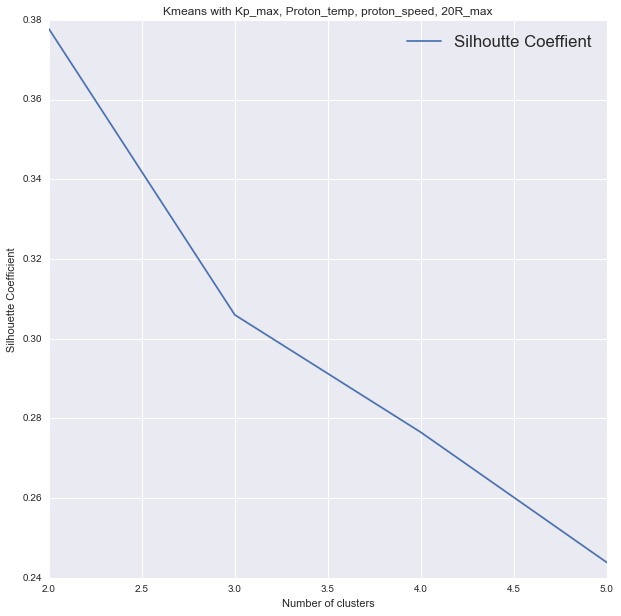 Kmeans with Kp_max, Proton_temp, proton_speed, 20R_max
Silhoutte Coeffient
0.38
0.36
0.34
0.32
0.30
0.28
0.26
0.24
Silhouette Coefficient
2.0 2.5 3.0 3.5 4.0 4.5 5.0
Number of clusters